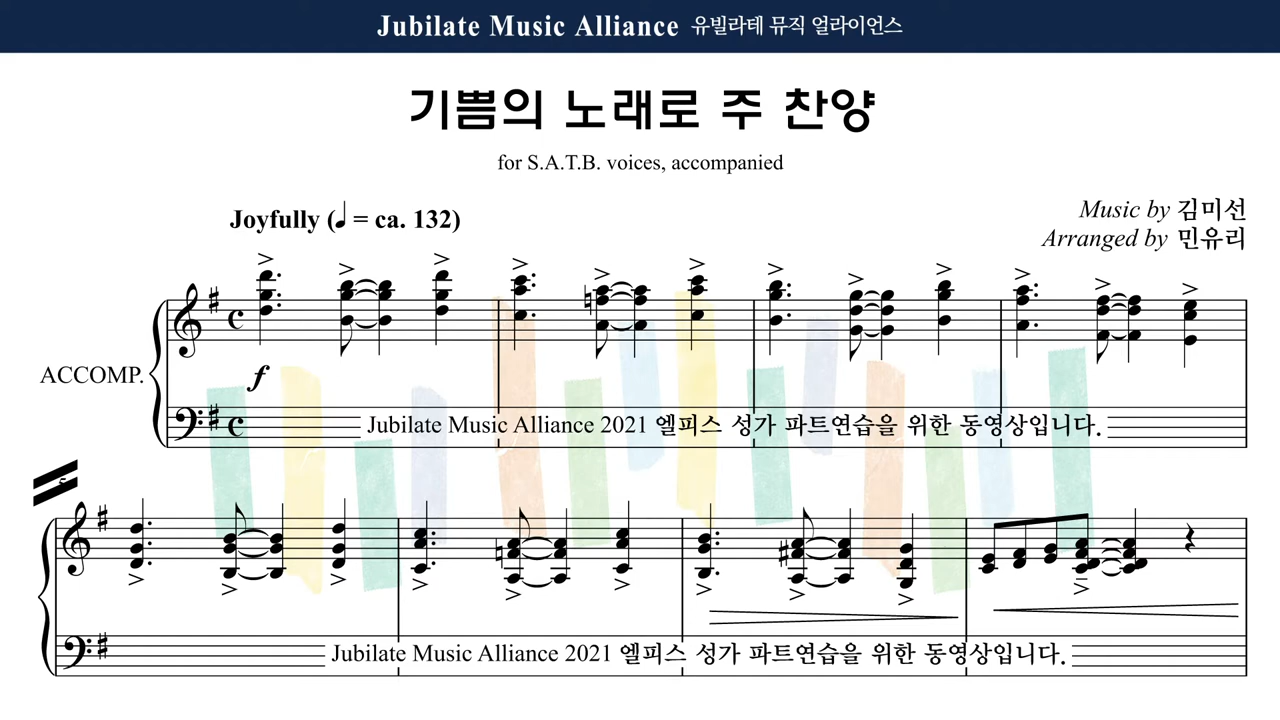 Jubilate Music Alliance 유빌라테 뮤직 얼라이언스
기쁨의 노래로 주 찬양
for S.A.T.B. voices, accompanied
Joyfully (♩ = ca. 132)
Music by 김미선
Arranged by 민유리
ACCOMP.
f
Jubilate Music Alliance 2021 엘피스 성가 파트연습을 위한 동영상입니다.
Jubilate Music Alliance 2021 엘피스 성가 파트연습을 위한 동영상입니다.